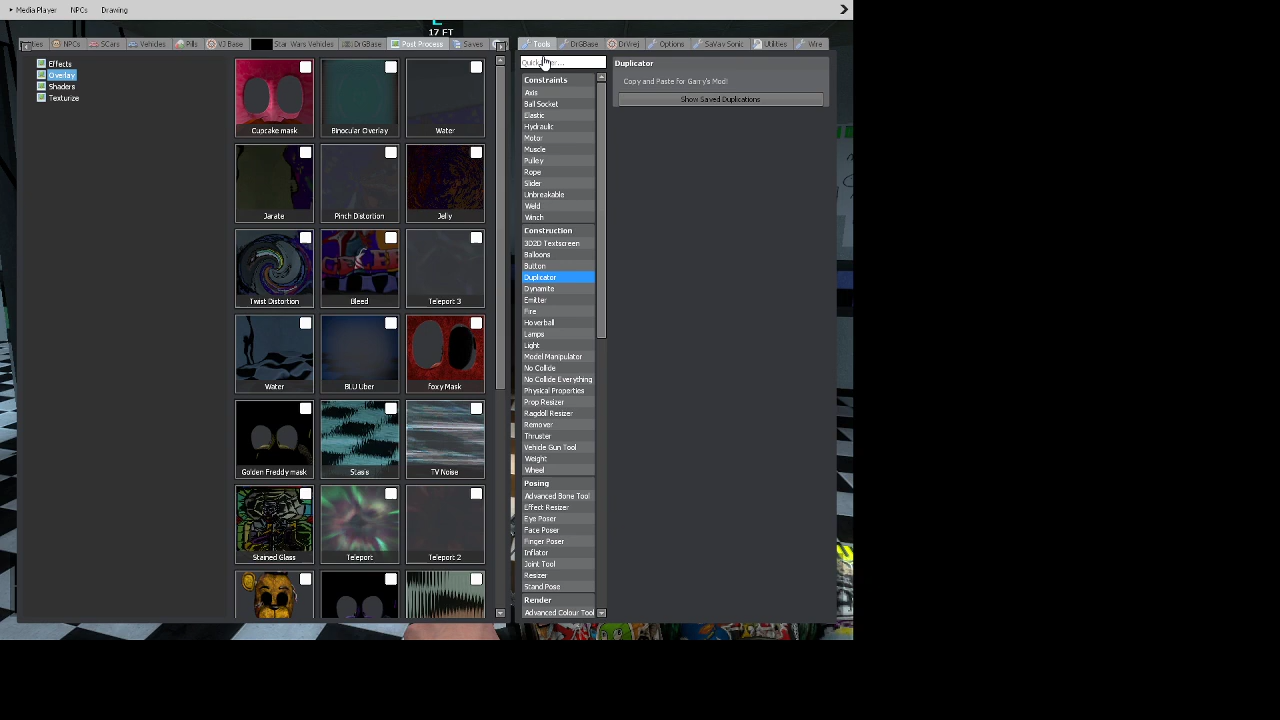 Media Player NPCs Drawing
17 FT
NPCs SCars Vehicles Pills VJ Base Star Wars Vehicles DrGBase Post Process Saves
Effects
Overlay
Shaders
Texturize
Cupcake mask Binocular Overlay Water
Jarate Pinch Distortion Jelly
Twist Distortion Bleed Teleport 3
Water BLU Uber foxy Mask
Golden Freddy mask Stasis TV Noise
Stained Glass Teleport Teleport 2
Tools DrGBase DrVrej Options SaVav Sonic Utilities Wire
Constraints
Axis
Ball Socket
Elastic
Hydraulic
Motor
Muscle
Pulley
Rope
Slider
Unbreakable
Weld
Winch
Construction
3D2D Textscreen
Balloons
Button
Duplicator
Dynamite
Emitter
Fire
Hoverball
Lamps
Light
Model Manipulator
No Collide
No Collide Everything
Physical Properties
Prop Resizer
Ragdoll Resizer
Remover
Thruster
Vehicle Gun Tool
Weight
Wheel
Posing
Advanced Bone Tool
Effect Resizer
Eye Poser
Face Poser
Finger Poser
Inflator
Joint Tool
Resizer
Stand Pose
Render
Advanced Colour Tool
Duplicator
Copy and Paste for Garry's Mod!
Show Saved Duplications